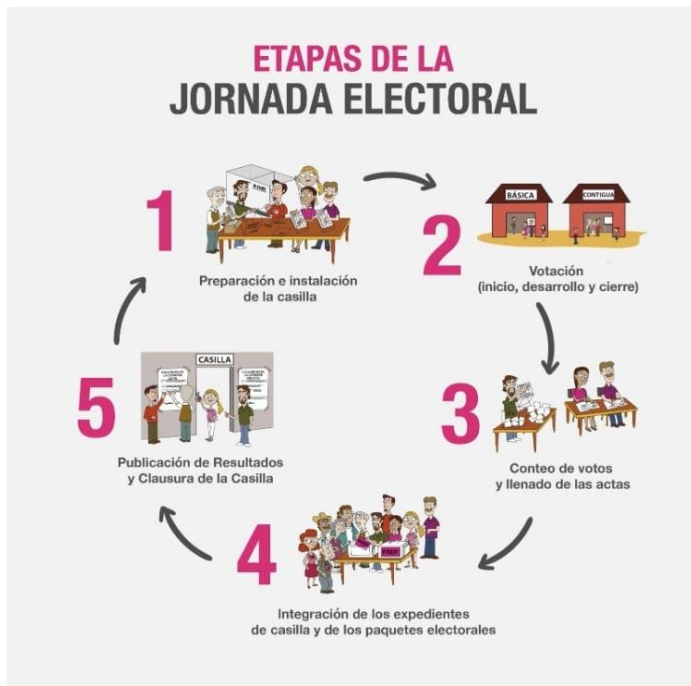 ETAPAS DE LA
JORNADA ELECTORAL
1
Preparación e instalación
de la casilla
2
BÁSICA
CONTIGUA
Votación
(inicio, desarrollo y cierre)
3
Conteo de votos
y llenado de las actas
4
PREP
Integración de los expedientes
de casilla y de los paquetes electorales
5
CASILLA
Publicación de Resultados
y Clausura de la Casilla